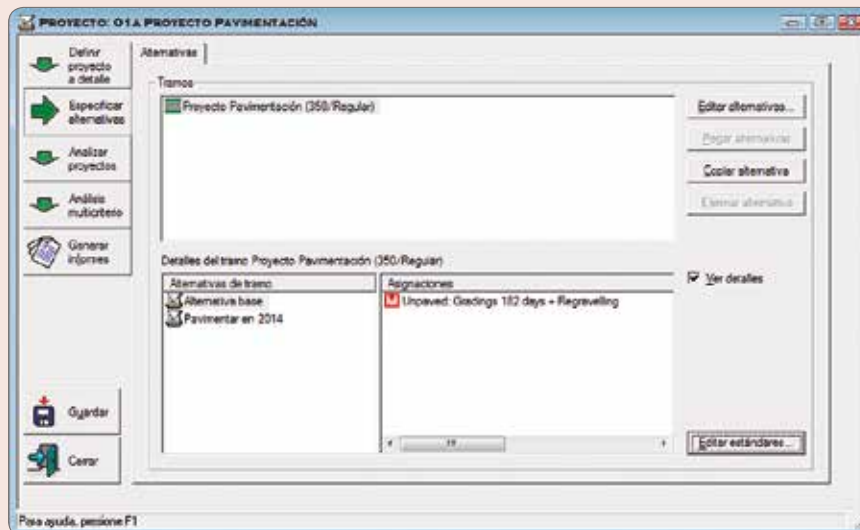 PROYECTO: 01A PROYECTO PAVIMENTACIÓN
Definir
proyecto
a detalle
Especificar
alternativas
Analizar
proyectos
Análisis
multicriterio
Generar
informes
Guardar
Cerrar
Alternativas
Tramos
Proyecto Pavimentación (350/Regular)
Editar alternativas...
Pegar alternativas
Copiar alternativa
Eliminar alternativa
Detalles del tramo Proyecto Pavimentación (350/Regular)
Alternativas de tramo
Alternativa base
Pavimentar en 2014
Asignaciones
Unpaved: Gradings 182 days + Regravelling
Ver detalles
Editar estándares...
Para ayuda, presione F1